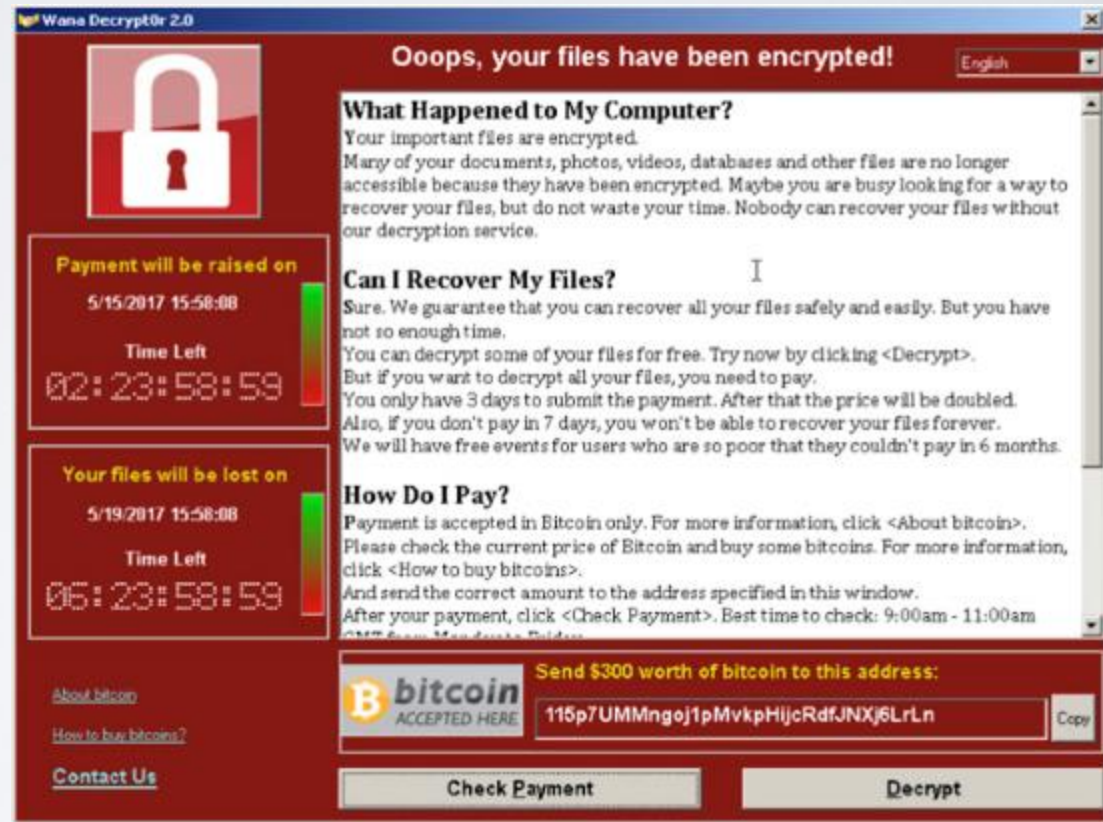 Wana Decrypt0r 2.0
Ooops, your files have been encrypted!
English
What Happened to My Computer?
Your important files are encrypted.
Many of your documents, photos, videos, databases and other files are no longer
accessible because they have been encrypted. Maybe you are busy looking for a way to
recover your files, but do not waste your time. Nobody can recover your files without
our decryption service.
Can I Recover My Files?
Sure. We guarantee that you can recover all your files safely and easily. But you have
not so enough time.
You can decrypt some of your files for free. Try now by clicking <Decrypt>.
But if you want to decrypt all your files, you need to pay.
You only have 3 days to submit the payment. After that the price will be doubled.
Also, if you don't pay in 7 days, you won't be able to recover your files forever.
We will have free events for users who are so poor that they couldn't pay in 6 months.
How Do I Pay?
Payment is accepted in Bitcoin only. For more information, click <About bitcoin>.
Please check the current price of Bitcoin and buy some bitcoins. For more information,
click <How to buy bitcoins>.
And send the correct amount to the address specified in this window.
After your payment, click <Check Payment>. Best time to check: 9:00am - 11:00am
GMT from Monday to Friday
Payment will be raised on
5/15/2017 15:58:08
Time Left
02:23:58:59
Your files will be lost on
5/19/2017 15:58:08
Time Left
06:23:58:59
About bitcoin
How to buy bitcoins?
Contact Us
bitcoin
ACCEPTED HERE
Send $300 worth of bitcoin to this address:
115p7UMMngoj1pMvkpHijcRdfJNXj6LrLn
Copy
Check Payment
Decrypt